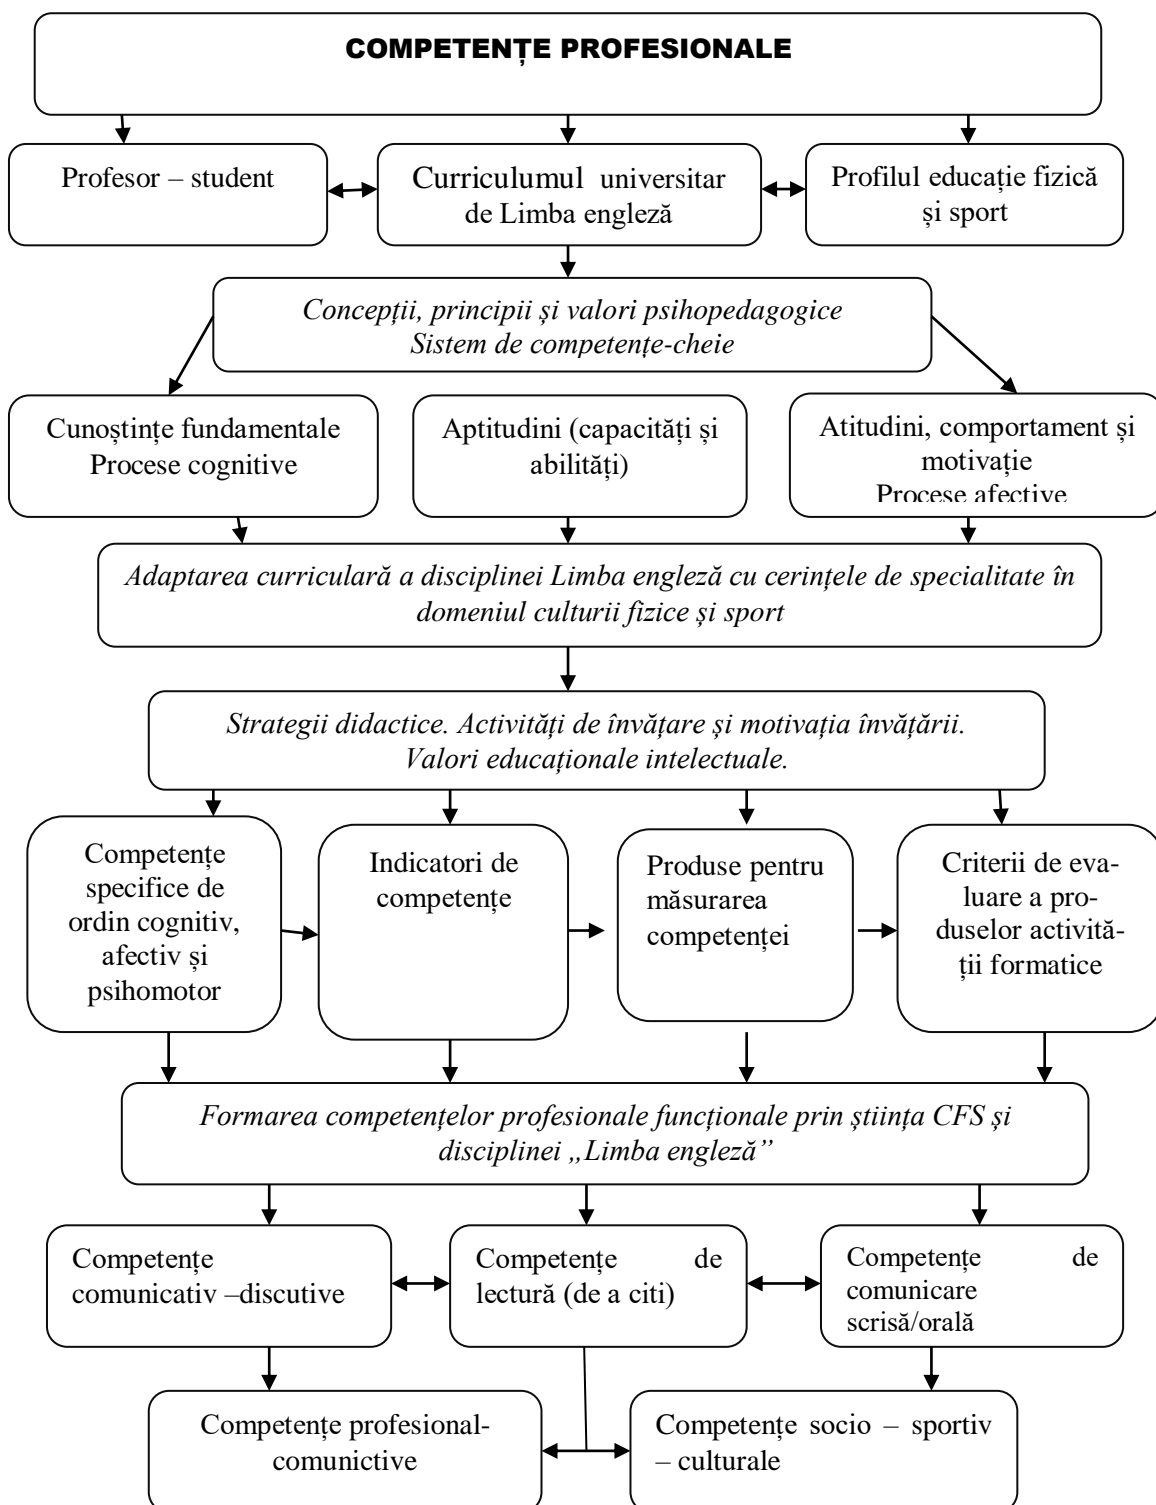 COMPETENȚE PROFESIONALE
Profesor – student
Curriculumul universitar
de Limba engleză
Profilul educație fizică
și sport
Concepții, principii și valori psihopedagogice
Sistem de competențe-cheie
Cunoștințe fundamentale
Procese cognitive
Aptitudini (capacități și
abilități)
Atitudini, comportament și
motivație
Procese afective
Adaptarea curriculară a disciplinei Limba engleză cu cerințele de specialitate în
domeniul culturii fizice și sport
Strategii didactice. Activități de învățare și motivația învățării.
Valori educaționale intelectuale.
Competențe
specifice de
ordin cognitiv,
afectiv și
psihomotor
Indicatori de
competențe
Produse pentru
măsurarea
competenței
Criterii de eva-
luare a pro-
duselor activită-
ții formatice
Formarea competențelor profesionale funcționale prin știința CFS și
disciplinei „Limba engleză”
Competențe
comunicativ –discutive
Competențe de
lectură (de a citi)
Competențe de
comunicare
scrisă/orală
Competențe profesional-
comunictive
Competențe socio – sportiv
– culturale